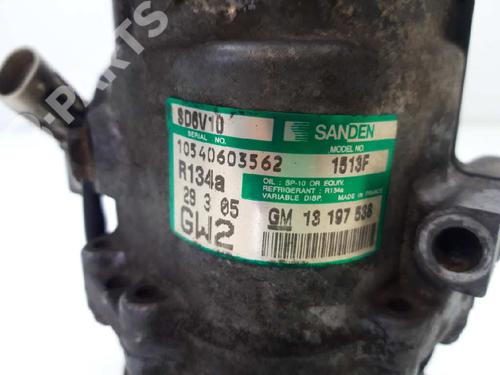 PARTS
SD6V10
SANDEN
SERIAL NO.
MODEL NO.
10540603562
1513F
R134a
OIL : SP-10 OR EQUIV.
REFRIGERANT : R134a
VARIABLE DISP. MADE IN FRANCE
29 3 05
GM 13 197 538
GW2